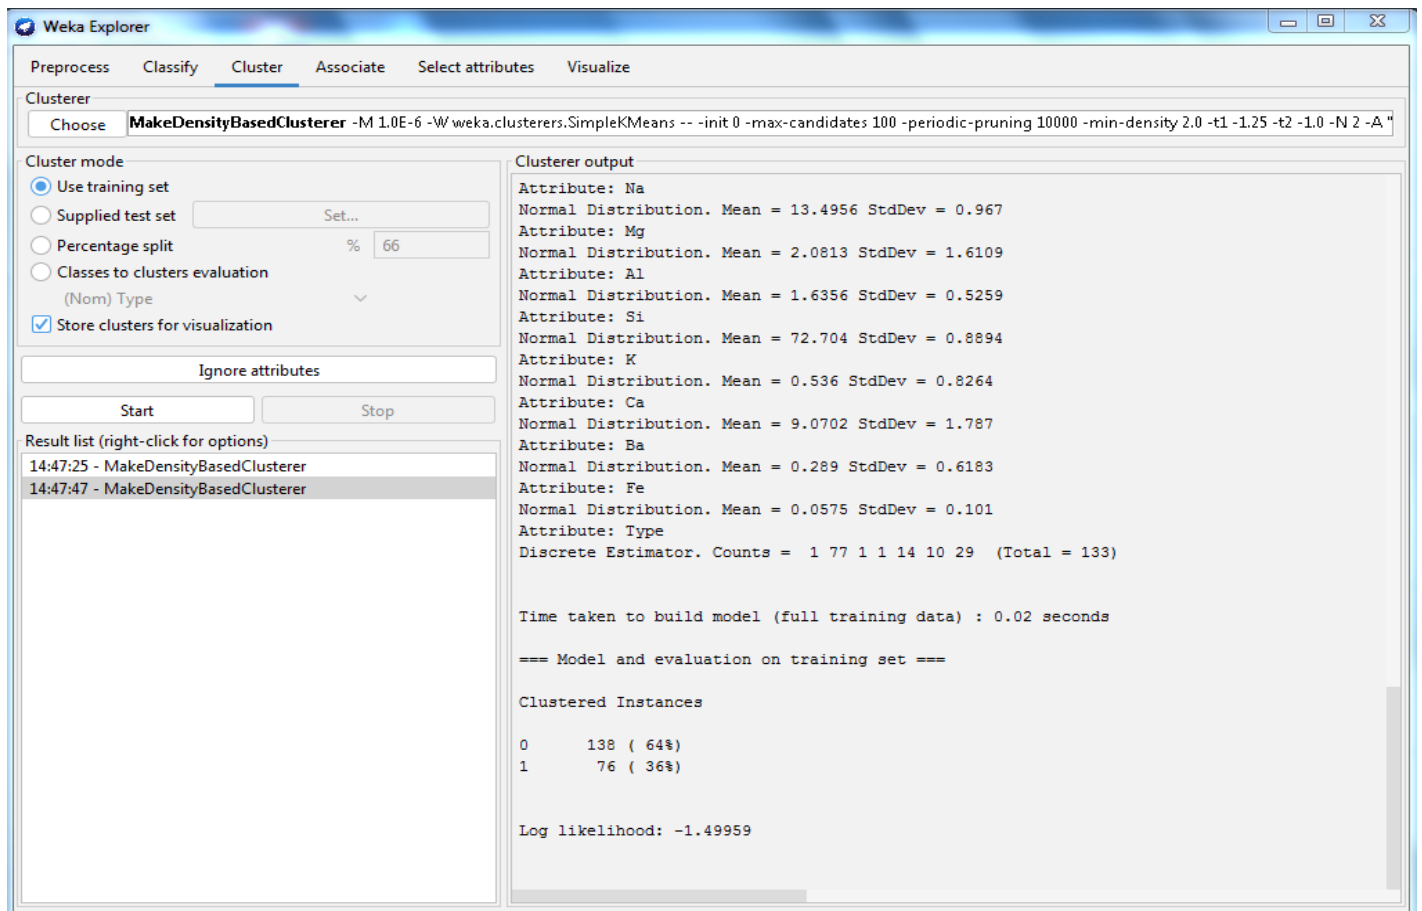 Weka Explorer
Preprocess Classify Cluster Associate Select attributes Visualize
Clusterer
Choose MakeDensityBasedClusterer -M 1.0E-6 -W weka.clusterers.SimpleKMeans -- -init 0 -max-candidates 100 -periodic-pruning 10000 -min-density 2.0 -t1 -1.25 -t2 -1.0 -N 2 -A "
Cluster mode
Use training set
Supplied test set Set...
Percentage split % 66
Classes to clusters evaluation
(Nom) Type
Store clusters for visualization
Ignore attributes
Start Stop
Result list (right-click for options)
14:47:25 - MakeDensityBasedClusterer
14:47:47 - MakeDensityBasedClusterer
Clusterer output
Attribute: Na
Normal Distribution. Mean = 13.4956 StdDev = 0.967
Attribute: Mg
Normal Distribution. Mean = 2.0813 StdDev = 1.6109
Attribute: Al
Normal Distribution. Mean = 1.6356 StdDev = 0.5259
Attribute: Si
Normal Distribution. Mean = 72.704 StdDev = 0.8894
Attribute: K
Normal Distribution. Mean = 0.536 StdDev = 0.8264
Attribute: Ca
Normal Distribution. Mean = 9.0702 StdDev = 1.787
Attribute: Ba
Normal Distribution. Mean = 0.289 StdDev = 0.6183
Attribute: Fe
Normal Distribution. Mean = 0.0575 StdDev = 0.101
Attribute: Type
Discrete Estimator. Counts =  1 77 1 1 14 10 29  (Total = 133)
Time taken to build model (full training data) : 0.02 seconds
=== Model and evaluation on training set ===
Clustered Instances
0 138 ( 64%)
1 76 ( 36%)
Log likelihood: -1.49959